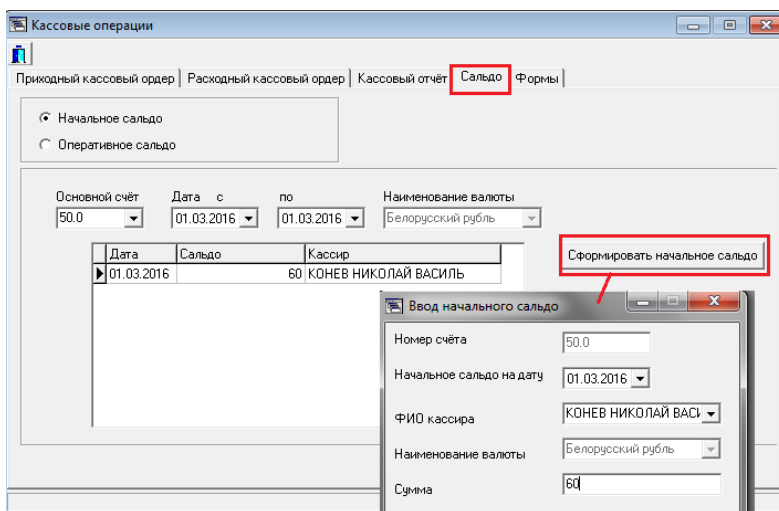 Кассовые операции
Приходный кассовый ордер Расходный кассовый ордер Кассовый отчёт Сальдо Формы
Начальное сальдо
Оперативное сальдо
Основной счёт Дата с по Наименование валюты
50.0 01.03.2016 01.03.2016 Белорусский рубль
Дата Сальдо Кассир
01.03.2016 60 КОНЕВ НИКОЛАЙ ВАСИЛЬ
Сформировать начальное сальдо
Ввод начального сальдо
Номер счёта 50.0
Начальное сальдо на дату 01.03.2016
ФИО кассира КОНЕВ НИКОЛАЙ ВАСИ
Наименование валюты Белорусский рубль
Сумма 60